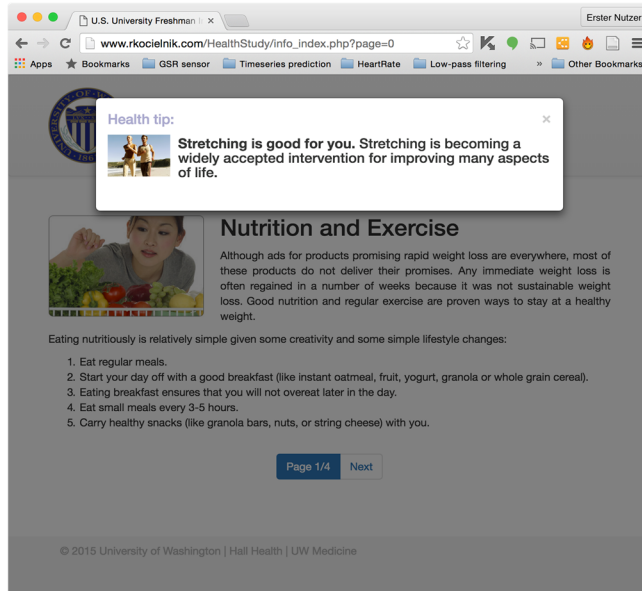 U.S. University Freshman
Erster Nutzer
www.rkocielnik.com/HealthStudy/info_index.php?page=0
Apps Bookmarks GSR sensor Timeseries prediction HeartRate Low-pass filtering » Other Bookmarks
Health tip: ×
Stretching is good for you. Stretching is becoming a
widely accepted intervention for improving many aspects
of life.
Nutrition and Exercise
Although ads for products promising rapid weight loss are everywhere, most of
these products do not deliver their promises. Any immediate weight loss is
often regained in a number of weeks because it was not sustainable weight
loss. Good nutrition and regular exercise are proven ways to stay at a healthy
weight.
Eating nutritiously is relatively simple given some creativity and some simple lifestyle changes:
1. Eat regular meals.
2. Start your day off with a good breakfast (like instant oatmeal, fruit, yogurt, granola or whole grain cereal).
3. Eating breakfast ensures that you will not overeat later in the day.
4. Eat small meals every 3-5 hours.
5. Carry healthy snacks (like granola bars, nuts, or string cheese) with you.
Page 1/4 Next
© 2015 University of Washington | Hall Health | UW Medicine